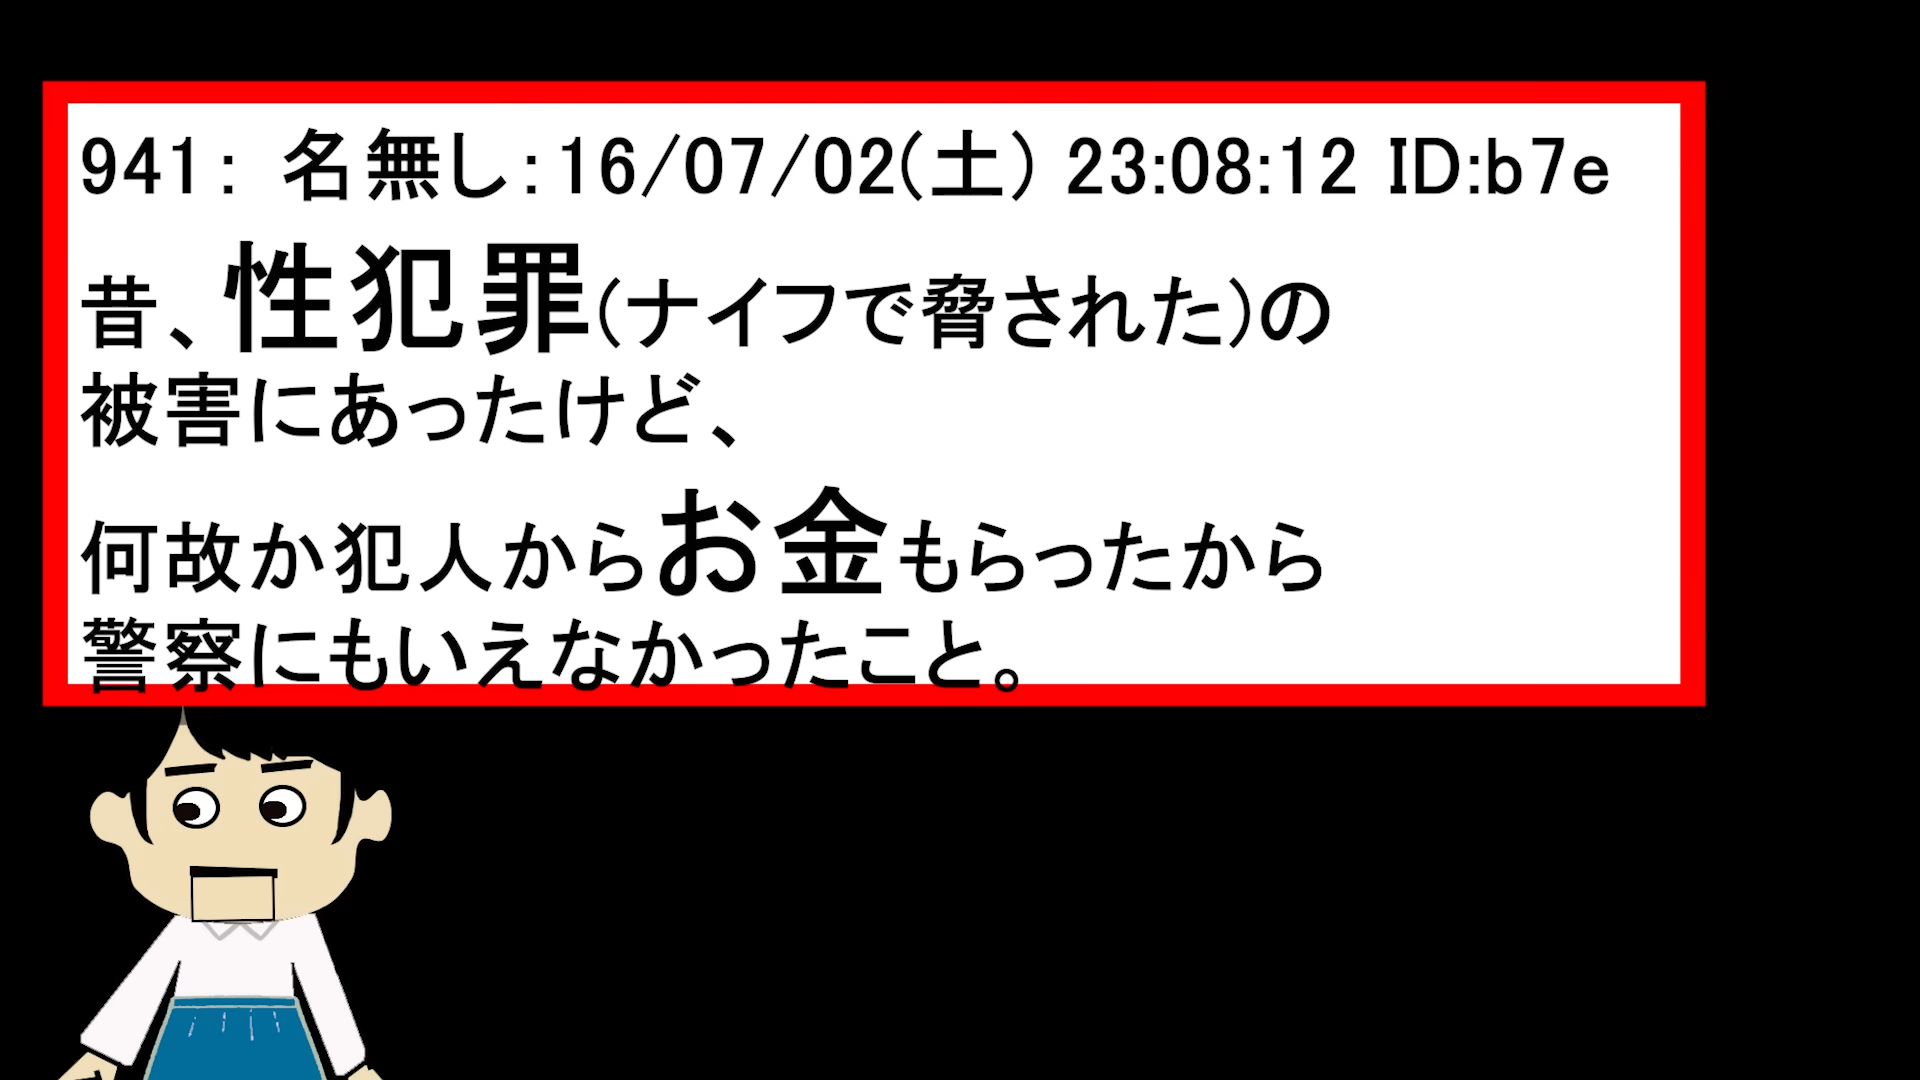 941： 名無し：16/07/02(土) 23:08:12 ID:b7e
昔、性犯罪(ナイフで脅された)の
被害にあったけど、
何故か犯人からお金もらったから
警察にもいえなかったこと。